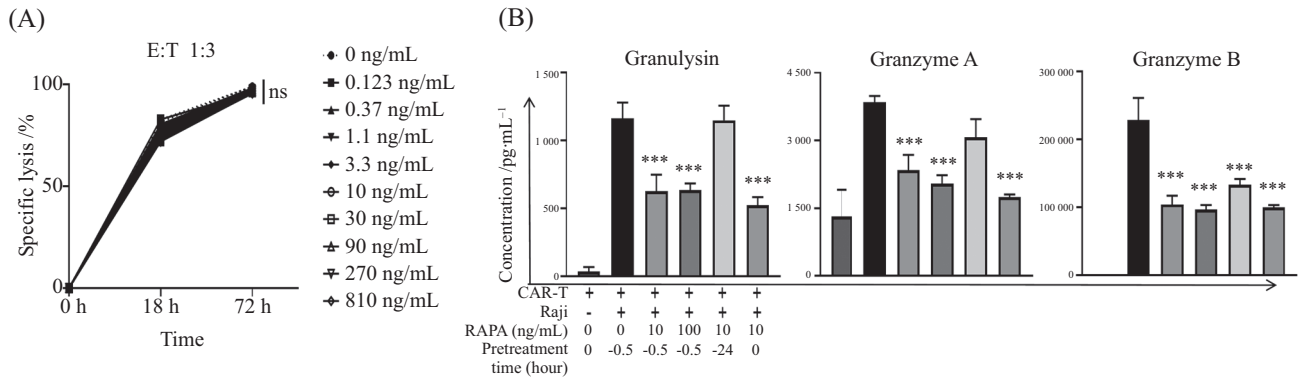 (A)
E:T 1:3
Specific lysis /%
100
50
0
0 h
18 h
72 h
Time
ns
0 ng/mL
0.123 ng/mL
0.37 ng/mL
1.1 ng/mL
3.3 ng/mL
10 ng/mL
30 ng/mL
90 ng/mL
270 ng/mL
810 ng/mL
(B)
Concentration /pg·mL⁻¹
Granulysin
1 500
1 000
500
0
***
***
***
Granzyme A
4 500
3 000
1 500
0
***
***
***
Granzyme B
300 000
200 000
100 000
0
***
***
***
***
CAR-T + + + + + +
Raji - + + + + +
RAPA (ng/mL) 0 0 10 100 10 10
Pretreatment 0 -0.5 -0.5 -0.5 -24 0
time (hour)